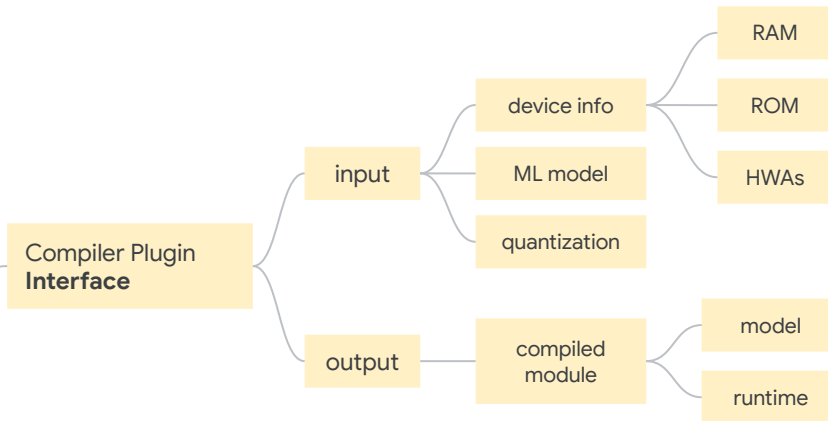 Compiler Plugin
Interface
input
device info
RAM
ROM
HWAs
ML model
quantization
output
compiled
module
model
runtime